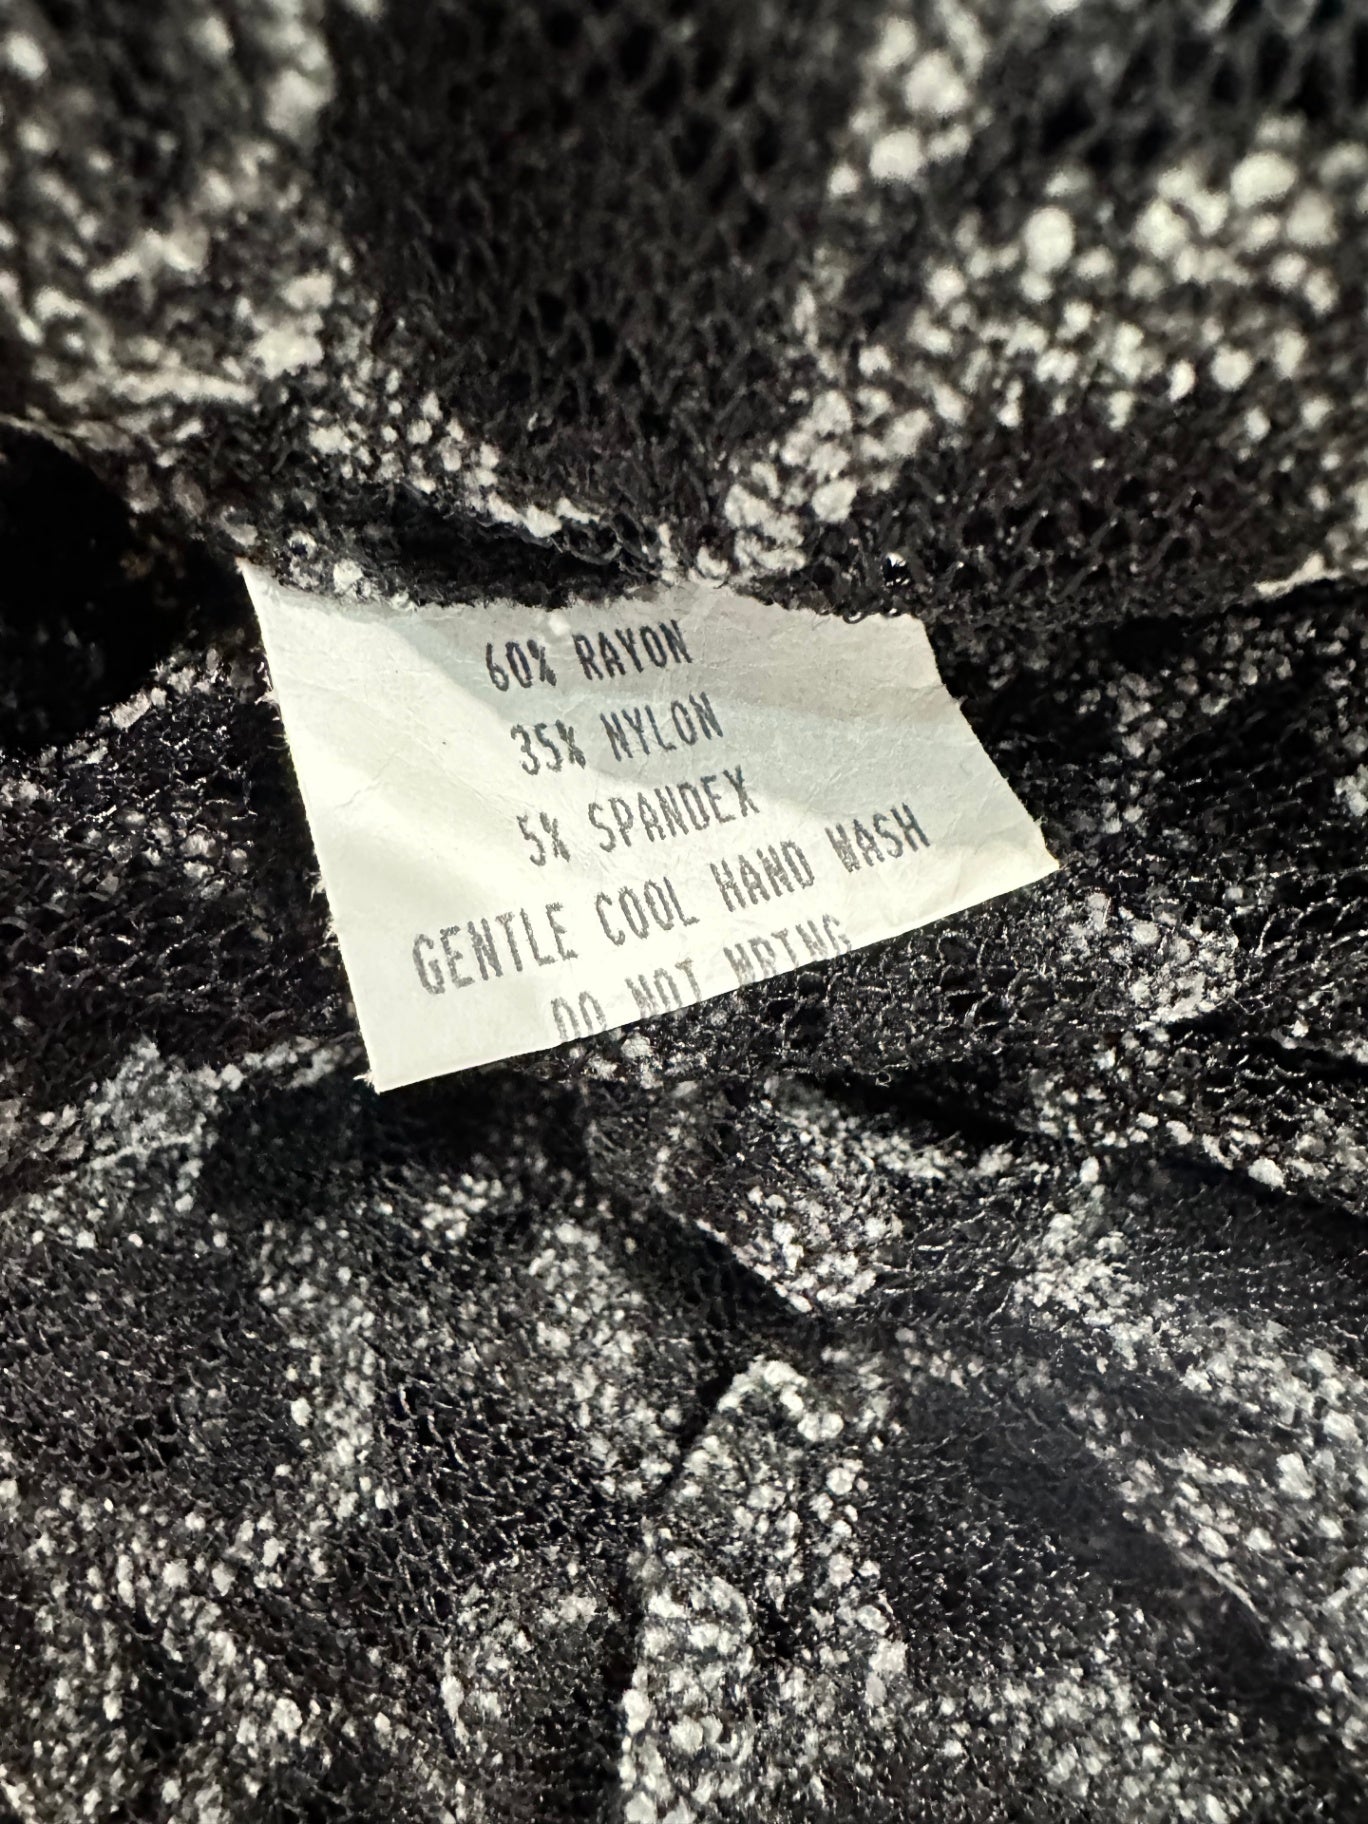 60% RAYON
35% NYLON
5% SPANDEX
GENTLE COOL HAND WASH
DO NOT WRING